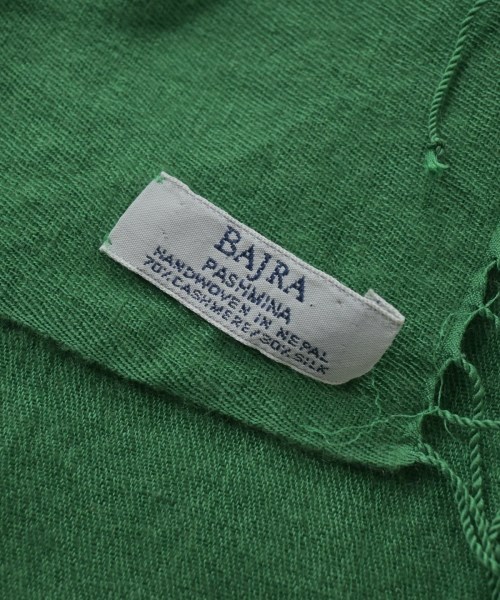 BAJRA
PASHMINA
HANDWOVEN IN NEPAL
70% CASHMERE/30% SILK